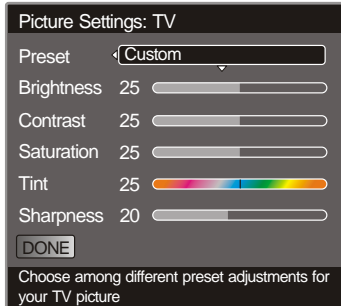 Picture Settings: TV
Preset Custom
Brightness 25
Contrast 25
Saturation 25
Tint 25
Sharpness 20
DONE
Choose among different preset adjustments for
your TV picture